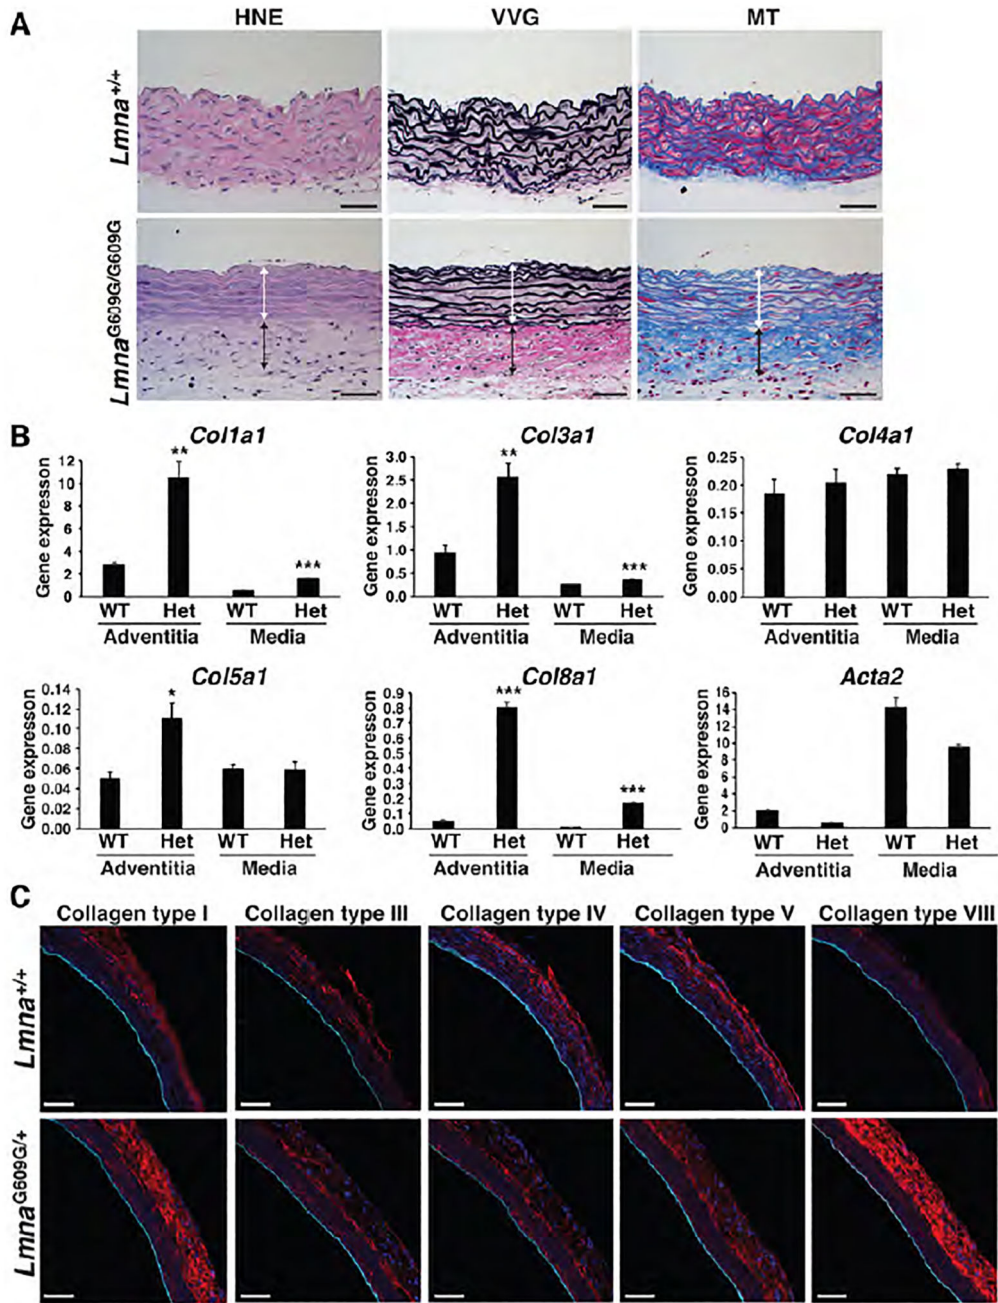 A
HNE VVG MT
Lmna+/+
LmnaG609G/G609G
B
Col1a1 Col3a1 Col4a1
Gene expresson
12
10
8
6
4
2
0
**
***
WT Het WT Het
Adventitia Media
Gene expresson
3.0
2.5
2.0
1.5
1.0
0.5
0.0
**
***
WT Het WT Het
Adventitia Media
Gene expresson
0.25
0.20
0.15
0.10
0.05
0.00
WT Het WT Het
Adventitia Media
Col5a1 Col8a1 Acta2
Gene expresson
0.14
0.12
0.10
0.08
0.06
0.04
0.02
0.00
*
WT Het WT Het
Adventitia Media
Gene expresson
0.9
0.8
0.7
0.6
0.5
0.4
0.3
0.2
0.1
0.0
***
***
WT Het WT Het
Adventitia Media
Gene expresson
16
14
12
10
8
6
4
2
0
WT Het WT Het
Adventitia Media
C
Collagen type I Collagen type III Collagen type IV Collagen type V Collagen type VIII
Lmna+/+
LmnaG609G/+